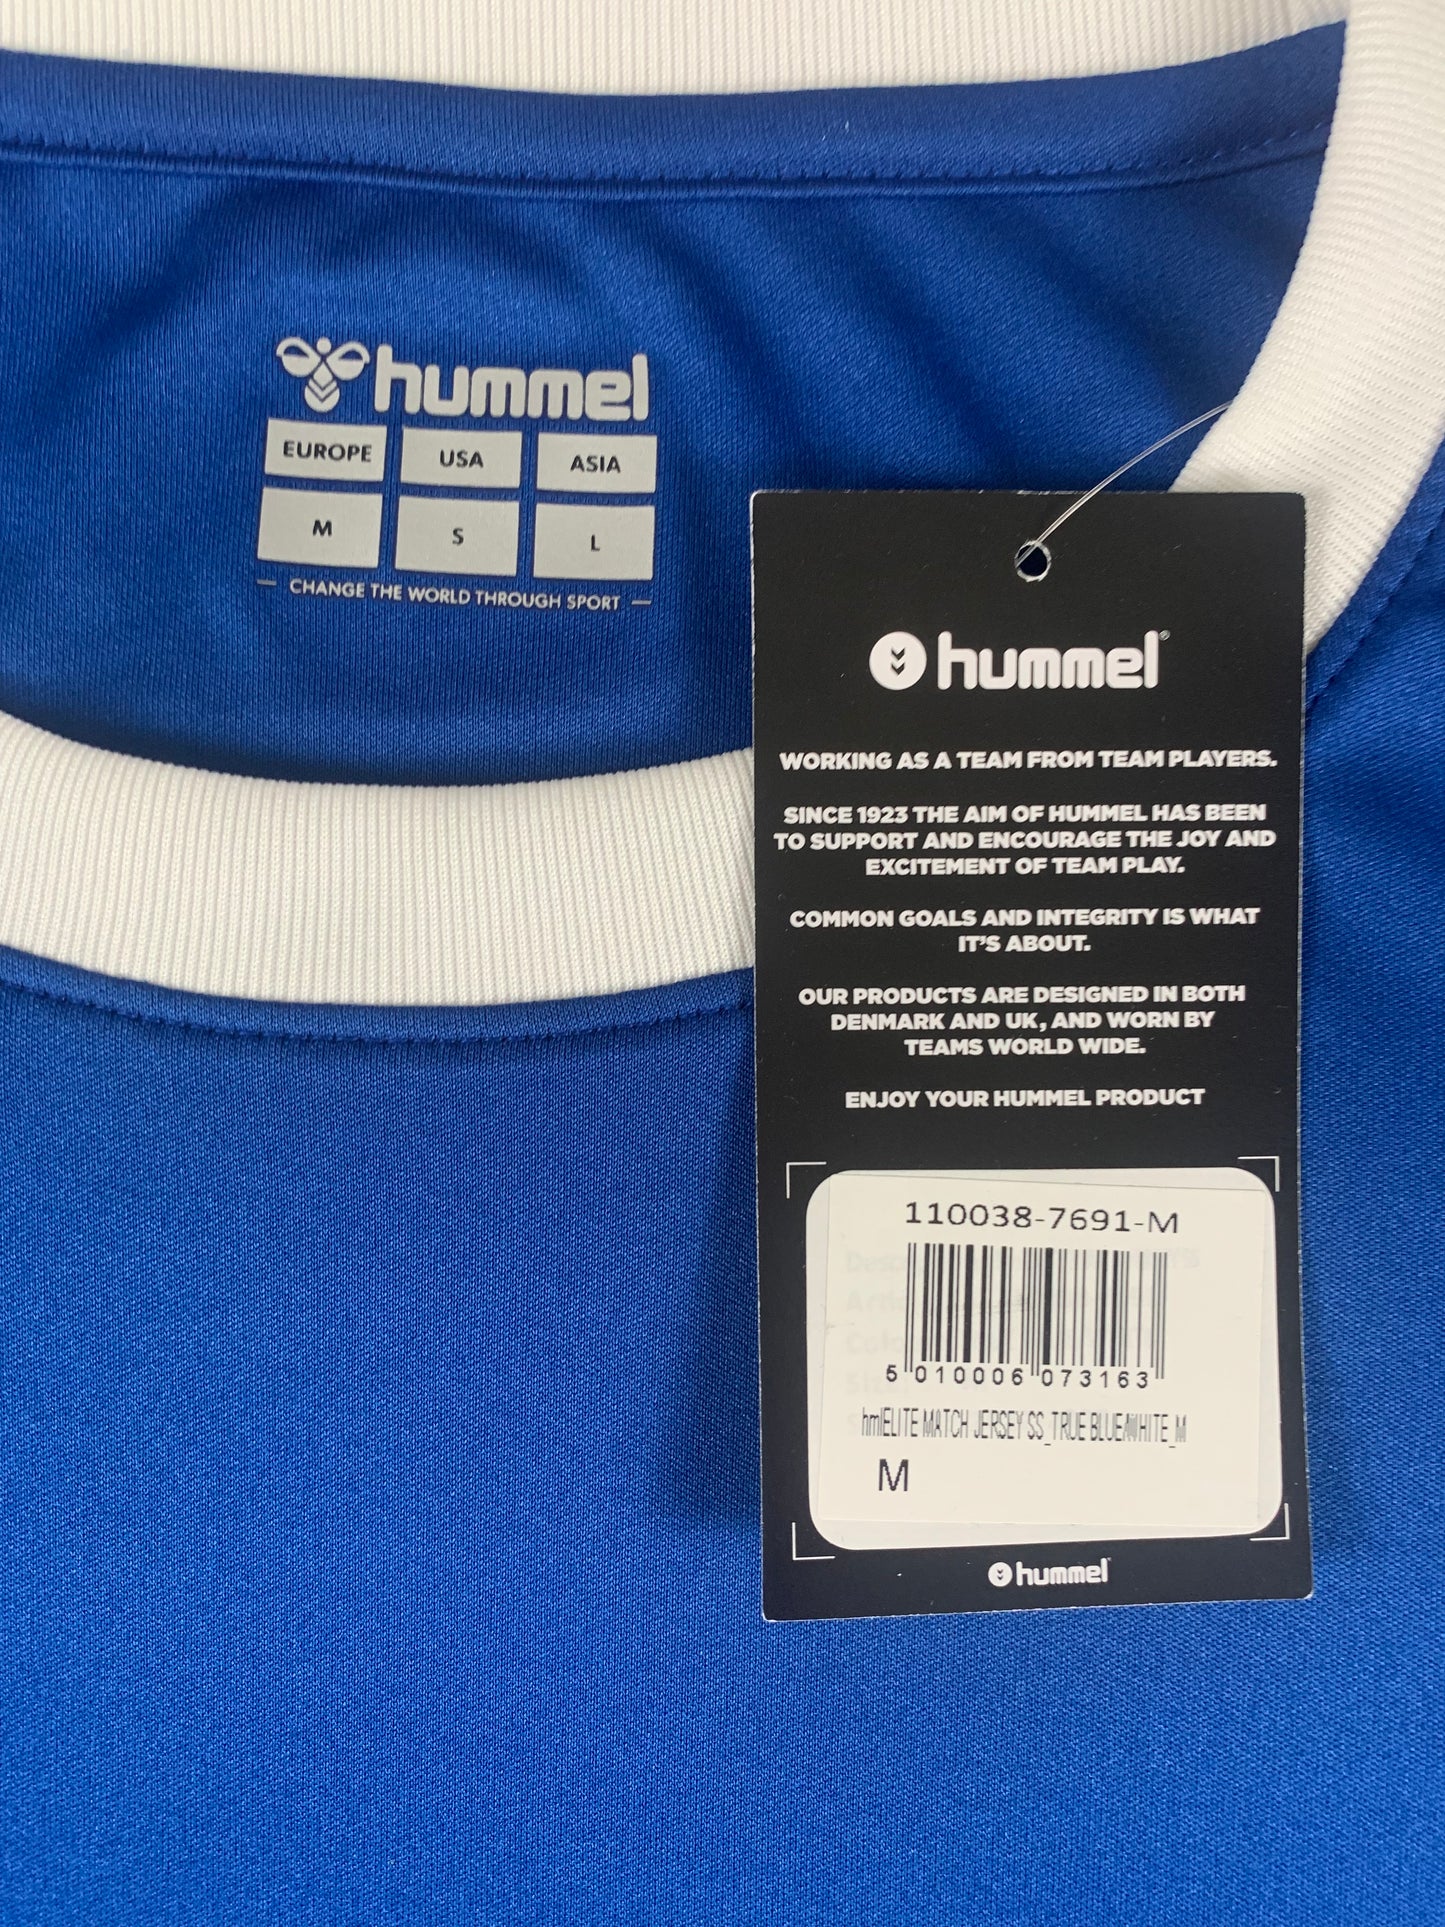 hummel
EUROPE USA ASIA
M S L
CHANGE THE WORLD THROUGH SPORT
hummel®
WORKING AS A TEAM FROM TEAM PLAYERS.
SINCE 1923 THE AIM OF HUMMEL HAS BEEN
TO SUPPORT AND ENCOURAGE THE JOY AND
EXCITEMENT OF TEAM PLAY.
COMMON GOALS AND INTEGRITY IS WHAT
IT'S ABOUT.
OUR PRODUCTS ARE DESIGNED IN BOTH
DENMARK AND UK, AND WORN BY
TEAMS WORLD WIDE.
ENJOY YOUR HUMMEL PRODUCT
110038-7691-M
5 010006 073163
hmlELITE MATCH JERSEY SS_TRUE BLUE/WHITE_M
M
hummel®